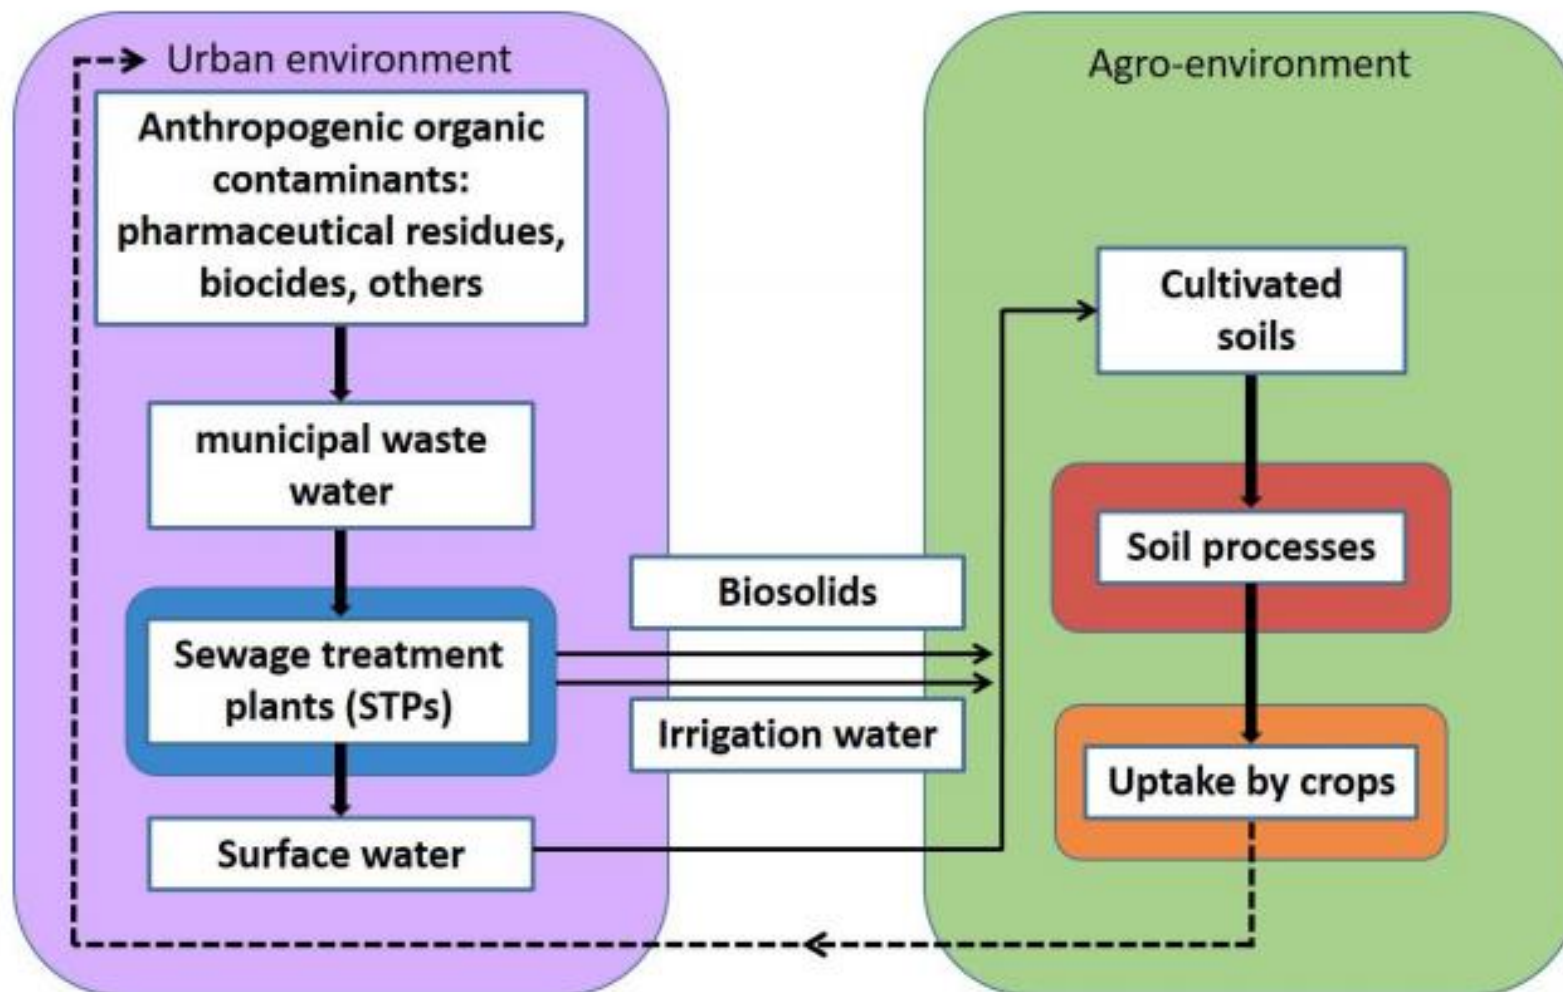 Urban environment
Anthropogenic organic
contaminants:
pharmaceutical residues,
biocides, others
municipal waste
water
Sewage treatment
plants (STPs)
Surface water
Biosolids
Irrigation water
Agro-environment
Cultivated
soils
Soil processes
Uptake by crops